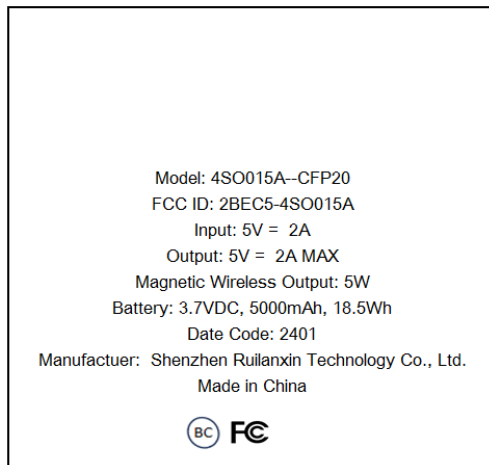 Model: 4SO015A--CFP20
FCC ID: 2BEC5-4SO015A
Input: 5V = 2A
Output: 5V = 2A MAX
Magnetic Wireless Output: 5W
Battery: 3.7VDC, 5000mAh, 18.5Wh
Date Code: 2401
Manufactuer: Shenzhen Ruilanxin Technology Co., Ltd.
Made in China
BC FC